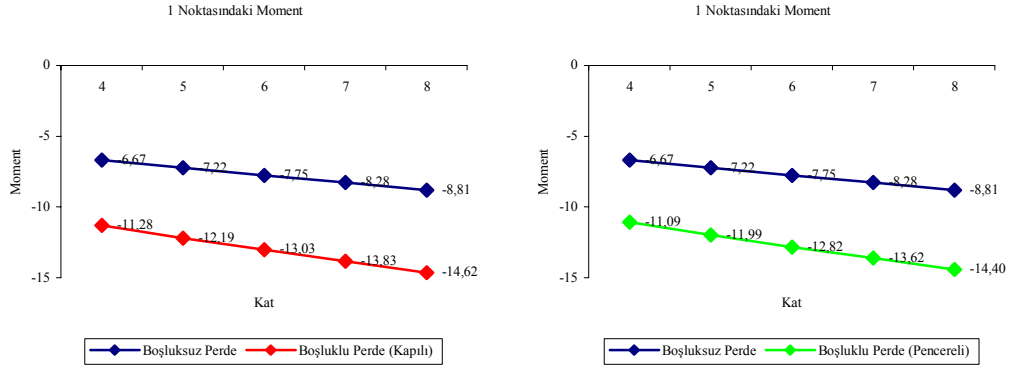 1 Noktasındaki Moment
0
4 5 6 7 8
-5
-6,67
-7,22
-7,75
-8,28
-8,81
Moment
-10
-11,28
-12,19
-13,03
-13,83
-14,62
-15
Kat
Boşluksuz Perde Boşluklu Perde (Kapılı)
1 Noktasındaki Moment
0
4 5 6 7 8
-5
-6,67
-7,22
-7,75
-8,28
-8,81
Moment
-10
-11,09
-11,99
-12,82
-13,62
-14,40
-15
Kat
Boşluksuz Perde Boşluklu Perde (Pencereli)